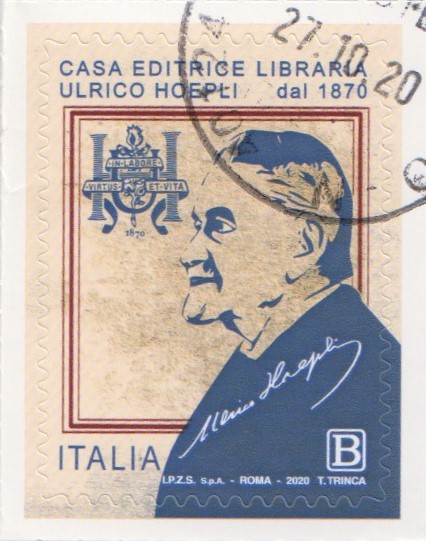 27.10.20
CASA EDITRICE LIBRARIA
ULRICO HOEPLI dal 1870
IN·LABORE
VIRTUS ET·VITA
H
1870
Ulrico Hoepli
ITALIA
B
I.P.Z.S. S.p.A. - ROMA - 2020 T. TRINCA